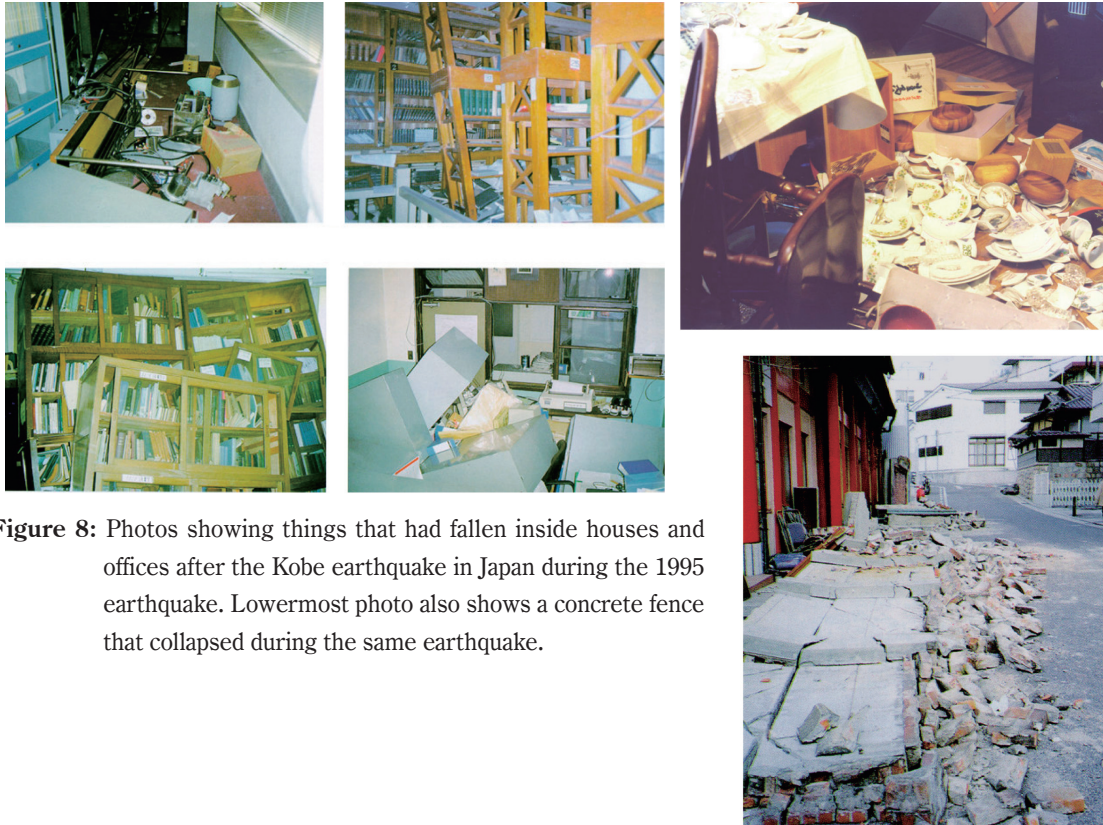 Figure 8: Photos showing things that had fallen inside houses and
offices after the Kobe earthquake in Japan during the 1995
earthquake. Lowermost photo also shows a concrete fence
that collapsed during the same earthquake.